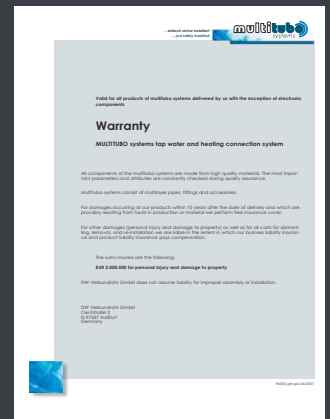 ... einfach sicher installiert
... just safely installed
multitubo
systems
Valid for all products of multitubo systems delivered by us with the exception of electronic
components
Warranty
MULTITUBO systems tap water and heating connection system
All components of the multitubo systems are made from high quality materials. The most impor-
tant parameters and attributes are constantly checked during quality assurance.
Multitubo systems consist of multilayer pipes, fittings and accessories.
For damages occurring at our products within 10 years after the date of delivery and which are
provably resulting from faults in production or material we perform free insurance cover.
For other damages (personal injury and damage to property) as well as for all costs for dismant-
ling, removal, and re-installation we are liable in the extent in which our business liability insuran-
ce and product liability insurance pays compensation.
The sums insured are the following:
EUR 2.000.000 for personal injury and damage to property
DW Verbundrohr GmbH does not assume liability for improper assembly or installation.
DW Verbundrohr GmbH
Centstraße 2
D-97437 Haßfurt
Germany